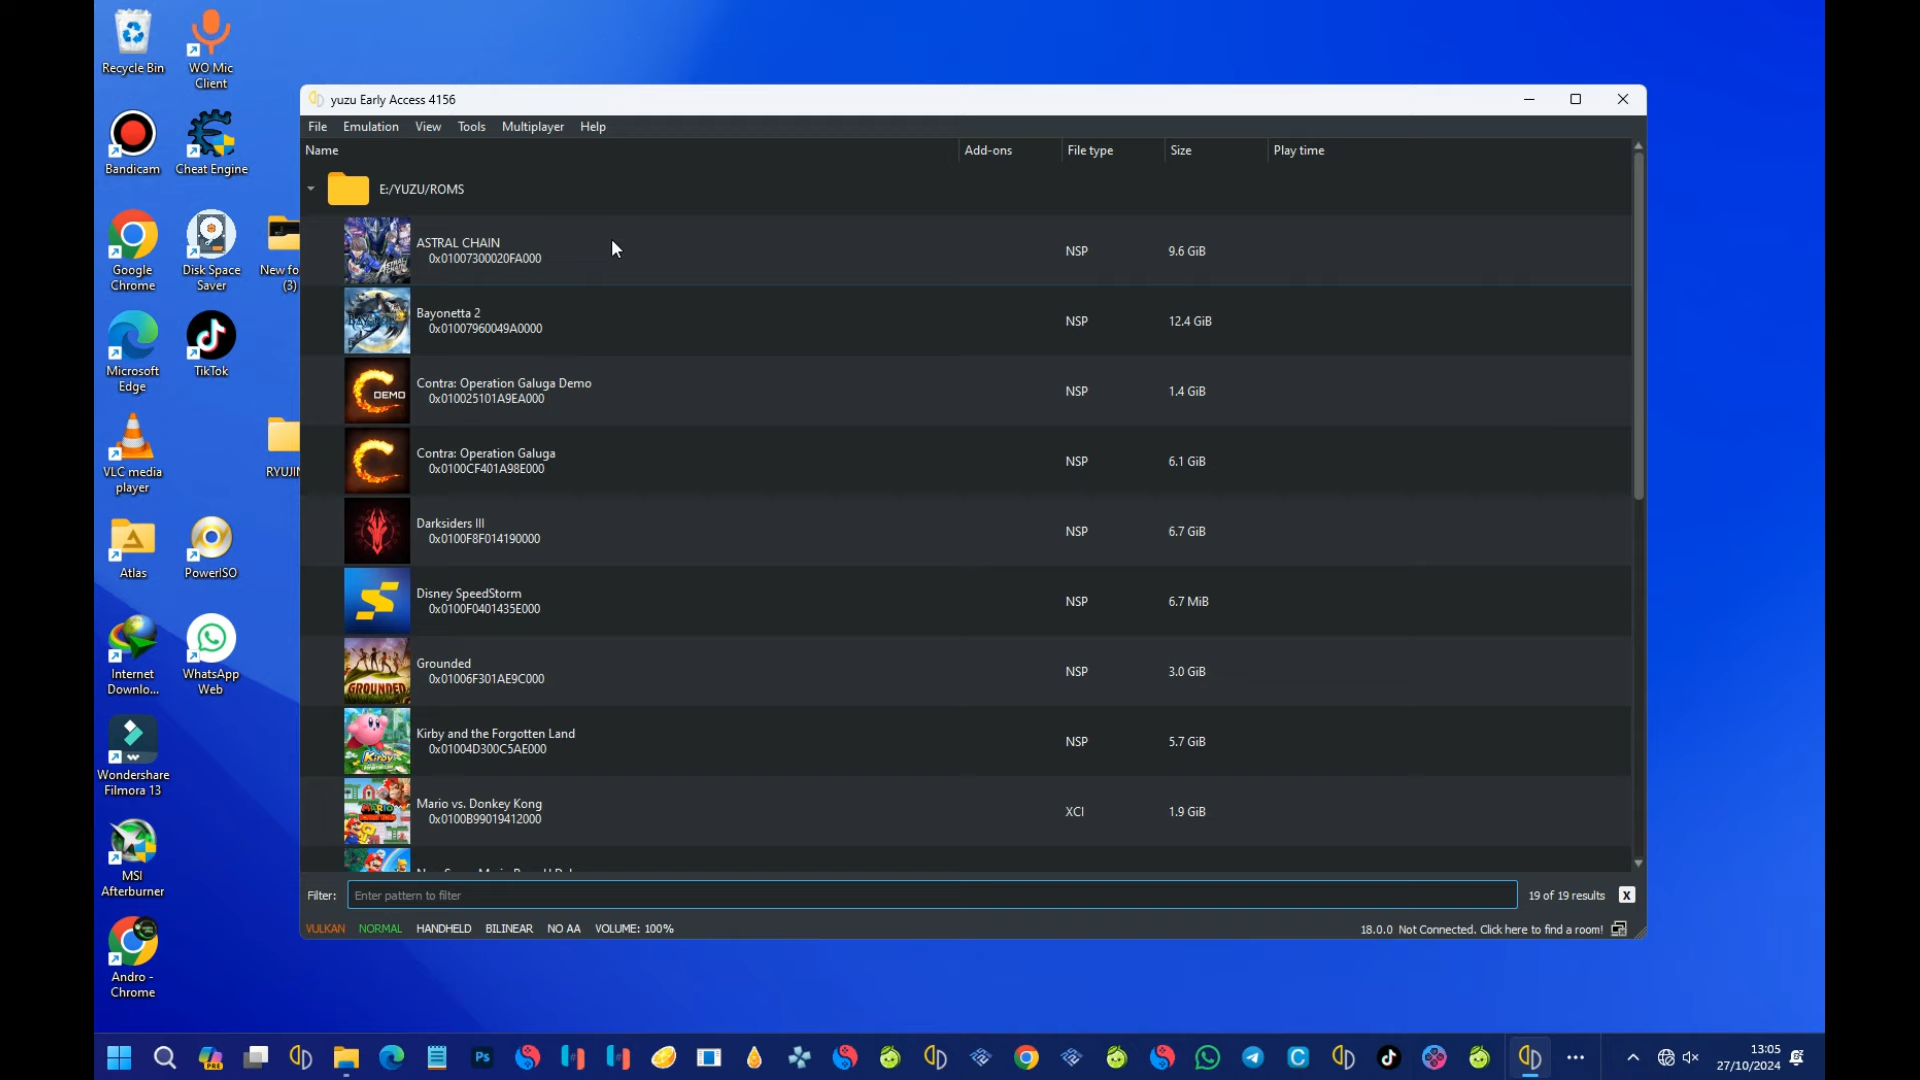 Recycle Bin
WO Mic
Client
Bandicam
Cheat Engine
Google
Chrome
Disk Space
Saver
New fo
(3)
Microsoft
Edge
TikTok
VLC media
player
RYUJIN
Atlas
PowerISO
Internet
Downlo...
WhatsApp
Web
Wondershare
Filmora 13
MSI
Afterburner
Andro -
Chrome
yuzu Early Access 4156
File Emulation View Tools Multiplayer Help
Name Add-ons File type Size Play time
E:/YUZU/ROMS
ASTRAL CHAIN
0x01007300020FA000
NSP 9.6 GiB
Bayonetta 2
0x01007960049A0000
NSP 12.4 GiB
DEMO
Contra: Operation Galuga Demo
0x010025101A9EA000
NSP 1.4 GiB
Contra: Operation Galuga
0x0100CF401A98E000
NSP 6.1 GiB
Darksiders III
0x0100F8F014190000
NSP 6.7 GiB
Disney SpeedStorm
0x0100F0401435E000
NSP 6.7 MiB
GROUNDED
Grounded
0x01006F301AE9C000
NSP 3.0 GiB
Kirby
Kirby and the Forgotten Land
0x01004D300C5AE000
NSP 5.7 GiB
Mario vs. Donkey Kong
0x0100B99019412000
XCI 1.9 GiB
Filter: Enter pattern to filter 19 of 19 results X
VULKAN NORMAL HANDHELD BILINEAR NO AA VOLUME: 100%
18.0.0 Not Connected. Click here to find a room!
PRE
Ps
C
13:05
27/10/2024